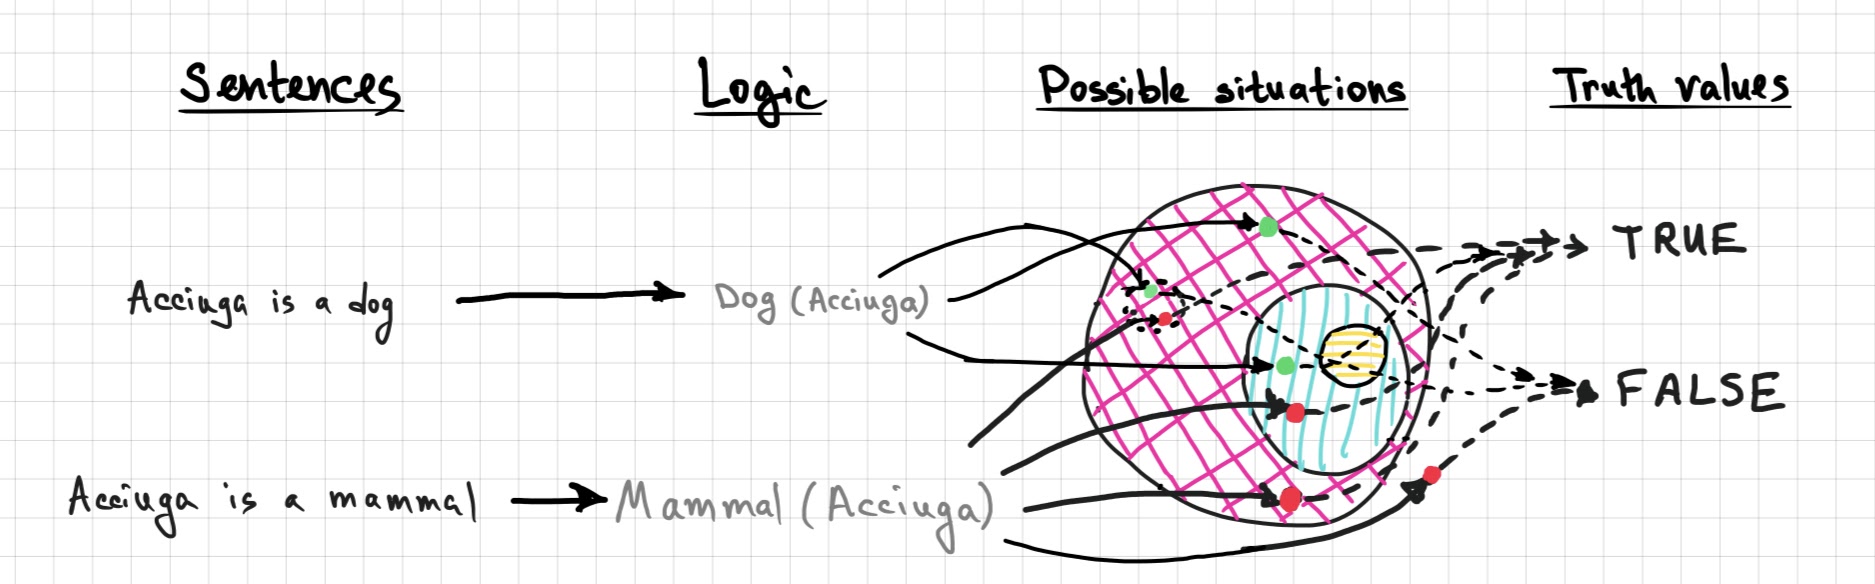 Sentences
Logic
Possible situations
Truth values
Acciuga is a dog
Dog (Acciuga)
TRUE
FALSE
Acciuga is a mammal
Mammal (Acciuga)